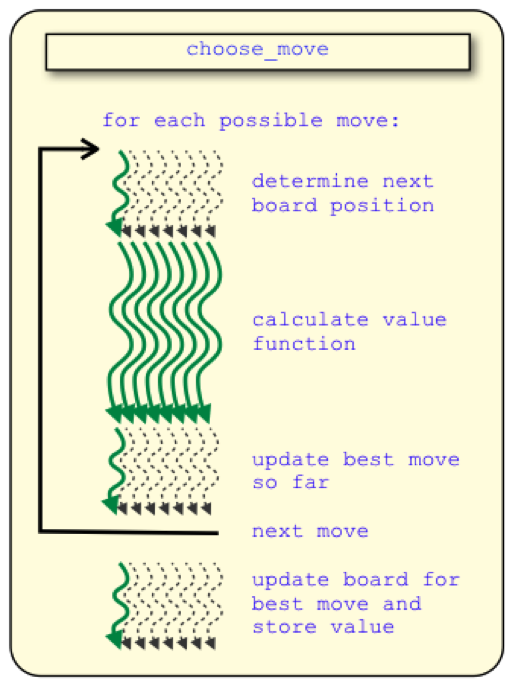 choose_move
for each possible move:
determine next
board position
calculate value
function
update best move
so far
next move
update board for
best move and
store value